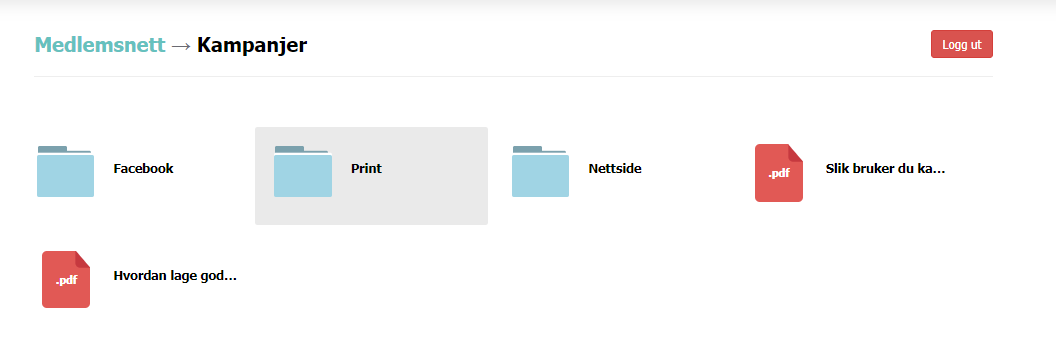 Medlemsnett → Kampanjer
Logg ut
Facebook
Print
Nettside
.pdf
Slik bruker du ka...
.pdf
Hvordan lage god...